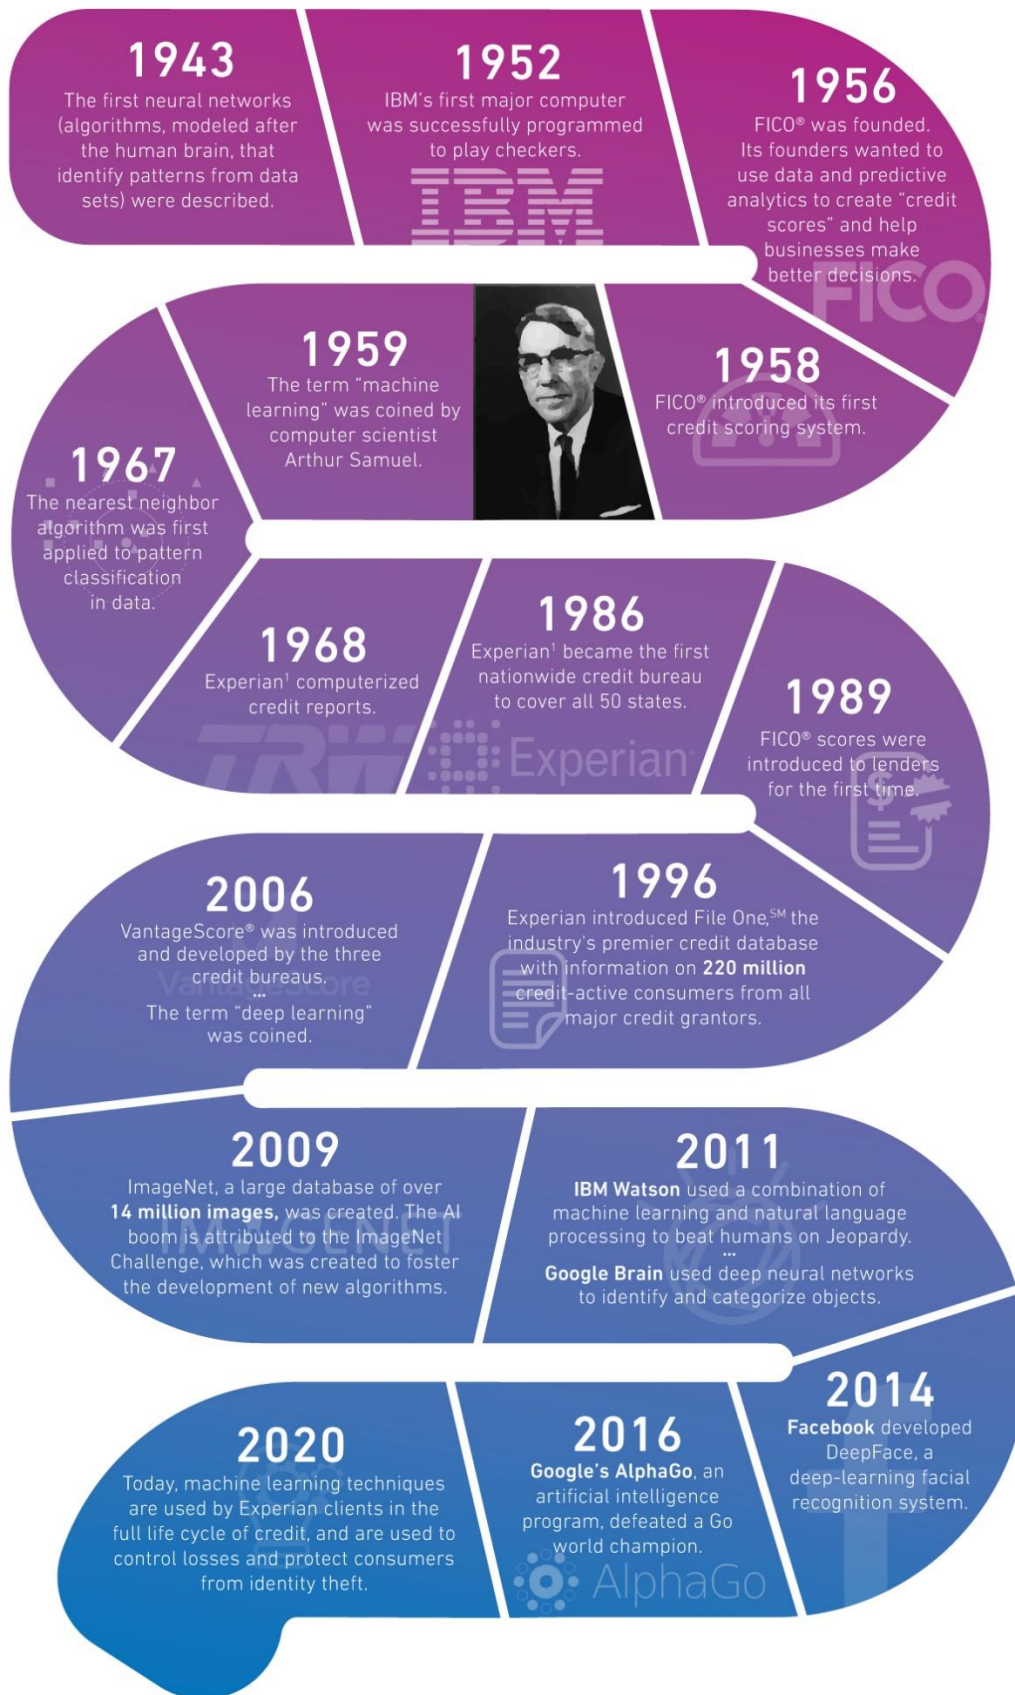 1943
The first neural networks
(algorithms, modeled after
the human brain, that
identify patterns from data
sets) were described.
1952
IBM's first major computer
was successfully programmed
to play checkers.
IBM
1956
FICO® was founded.
Its founders wanted to
use data and predictive
analytics to create “credit
scores” and help
businesses make
better decisions.
FICO®
1958
FICO® introduced its first
credit scoring system.
1959
The term “machine
learning” was coined by
computer scientist
Arthur Samuel.
1967
The nearest neighbor
algorithm was first
applied to pattern
classification
in data.
1968
Experian¹ computerized
credit reports.
TRW
1986
Experian¹ became the first
nationwide credit bureau
to cover all 50 states.
Experian
1989
FICO® scores were
introduced to lenders
for the first time.
$
1996
Experian introduced File One,℠ the
industry's premier credit database
with information on 220 million
credit-active consumers from all
major credit grantors.
2006
VantageScore® was introduced
and developed by the three
credit bureaus.
VantageScore
...
The term “deep learning”
was coined.
2009
ImageNet, a large database of over
14 million images, was created. The AI
boom is attributed to the ImageNet
Challenge, which was created to foster
the development of new algorithms.
IMAGENET
2011
IBM Watson used a combination of
machine learning and natural language
processing to beat humans on Jeopardy.
...
Google Brain used deep neural networks
to identify and categorize objects.
2014
Facebook developed
DeepFace, a
deep-learning facial
recognition system.
f
2016
Google's AlphaGo, an
artificial intelligence
program, defeated a Go
world champion.
AlphaGo
2020
Today, machine learning techniques
are used by Experian clients in the
full life cycle of credit, and are used to
control losses and protect consumers
from identity theft.